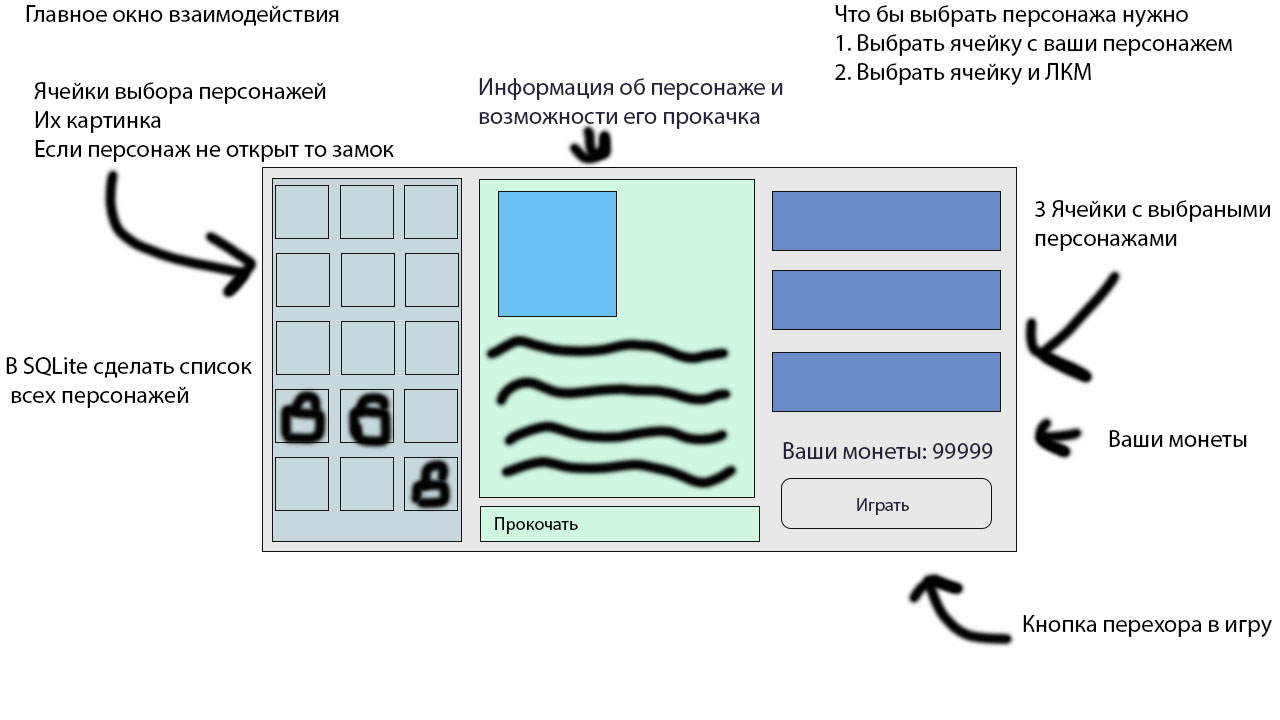 Главное окно взаимодействия
Что бы выбрать персонажа нужно
1. Выбрать ячейку с ваши персонажем
2. Выбрать ячейку и ЛКМ
Ячейки выбора персонажей
Их картинка
Если персонаж не открыт то замок
Информация об персонаже и
возможности его прокачка
3 Ячейки с выбраными
персонажами
В SQLite сделать список
всех персонажей
Ваши монеты: 99999
Ваши монеты
Играть
Прокочать
Кнопка перехора в игру